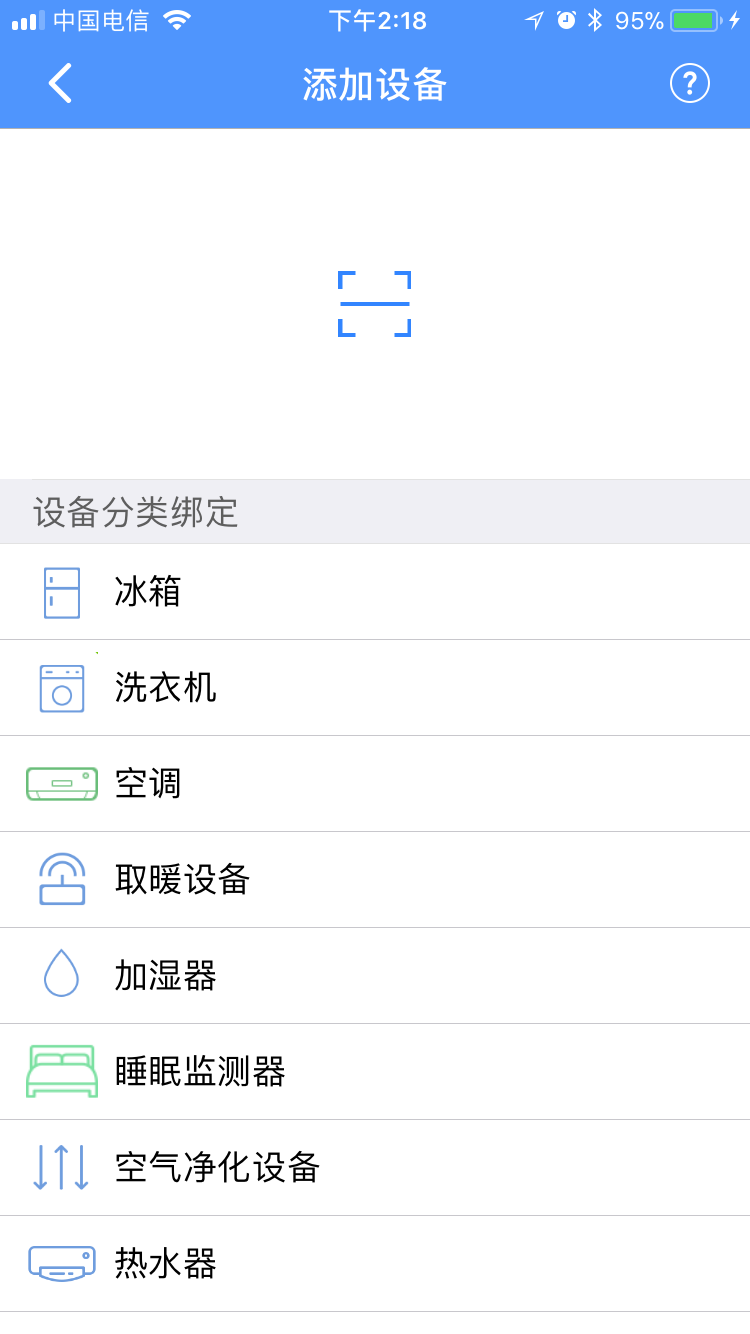 中国电信 下午2:18 95%
添加设备 ?
设备分类绑定
冰箱
洗衣机
空调
取暖设备
加湿器
睡眠监测器
空气净化设备
热水器